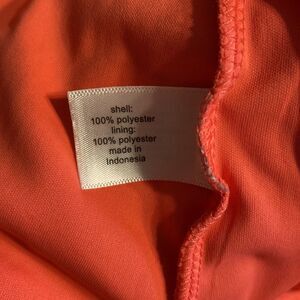 shell:
100% polyester
lining:
100% polyester
made in
Indonesia